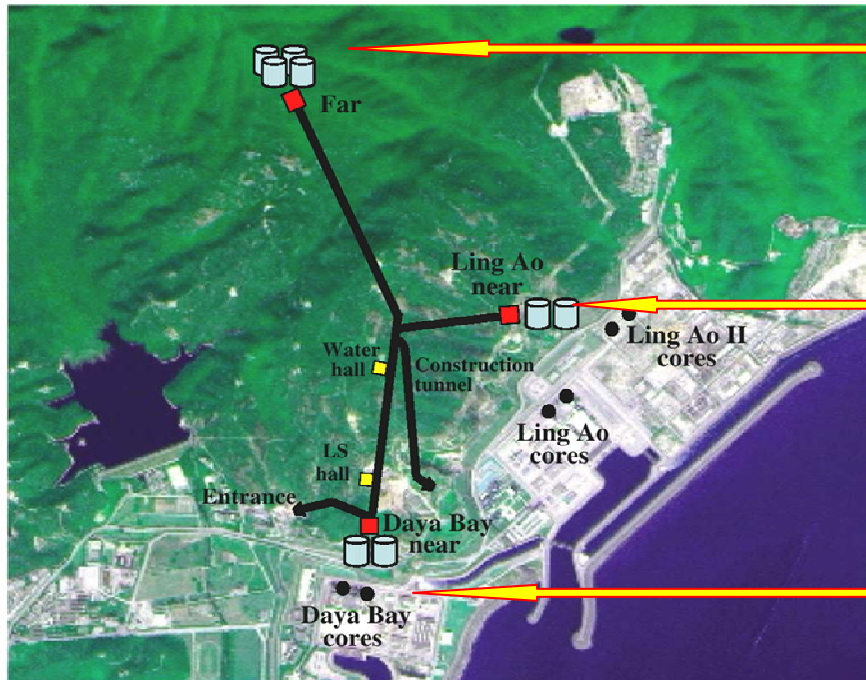 Far
Ling Ao
near
Ling Ao II
cores
Water
hall
Construction
tunnel
Ling Ao
cores
LS
hall
Entrance
Daya Bay
near
Daya Bay
cores